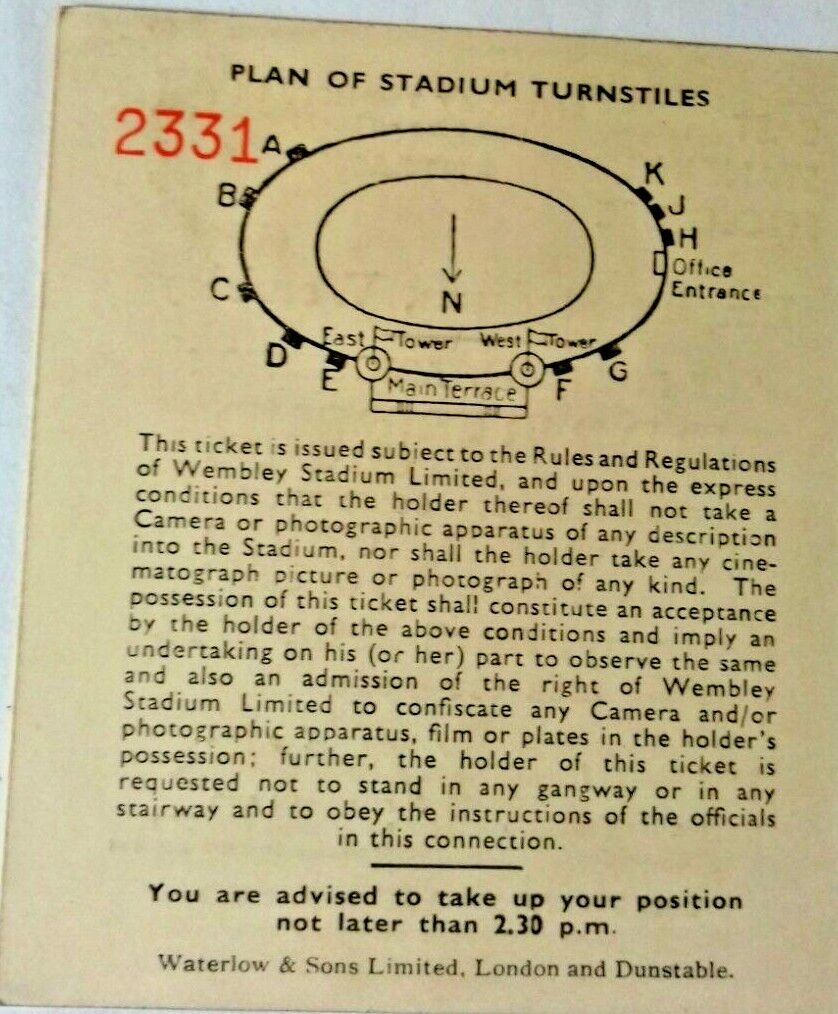 PLAN OF STADIUM TURNSTILES
2331
A
B
C
D
E
K
J
H
Office
Entrance
N
East Tower
West Tower
Main Terrace
F
G
This ticket is issued subject to the Rules and Regulations
of Wembley Stadium Limited, and upon the express
conditions that the holder thereof shall not take a
Camera or photographic apparatus of any description
into the Stadium, nor shall the holder take any cine-
matograph picture or photograph of any kind. The
possession of this ticket shall constitute an acceptance
by the holder of the above conditions and imply an
undertaking on his (or her) part to observe the same
and also an admission of the right of Wembley
Stadium Limited to confiscate any Camera and/or
photographic apparatus, film or plates in the holder's
possession; further, the holder of this ticket is
requested not to stand in any gangway or in any
stairway and to obey the instructions of the officials
in this connection.
You are advised to take up your position
not later than 2.30 p.m.
Waterlow & Sons Limited, London and Dunstable.